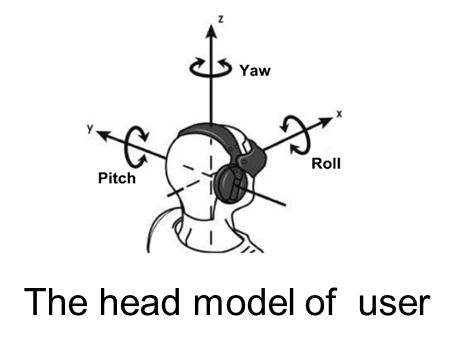 z
Yaw
x
y
Roll
Pitch
The head model of user